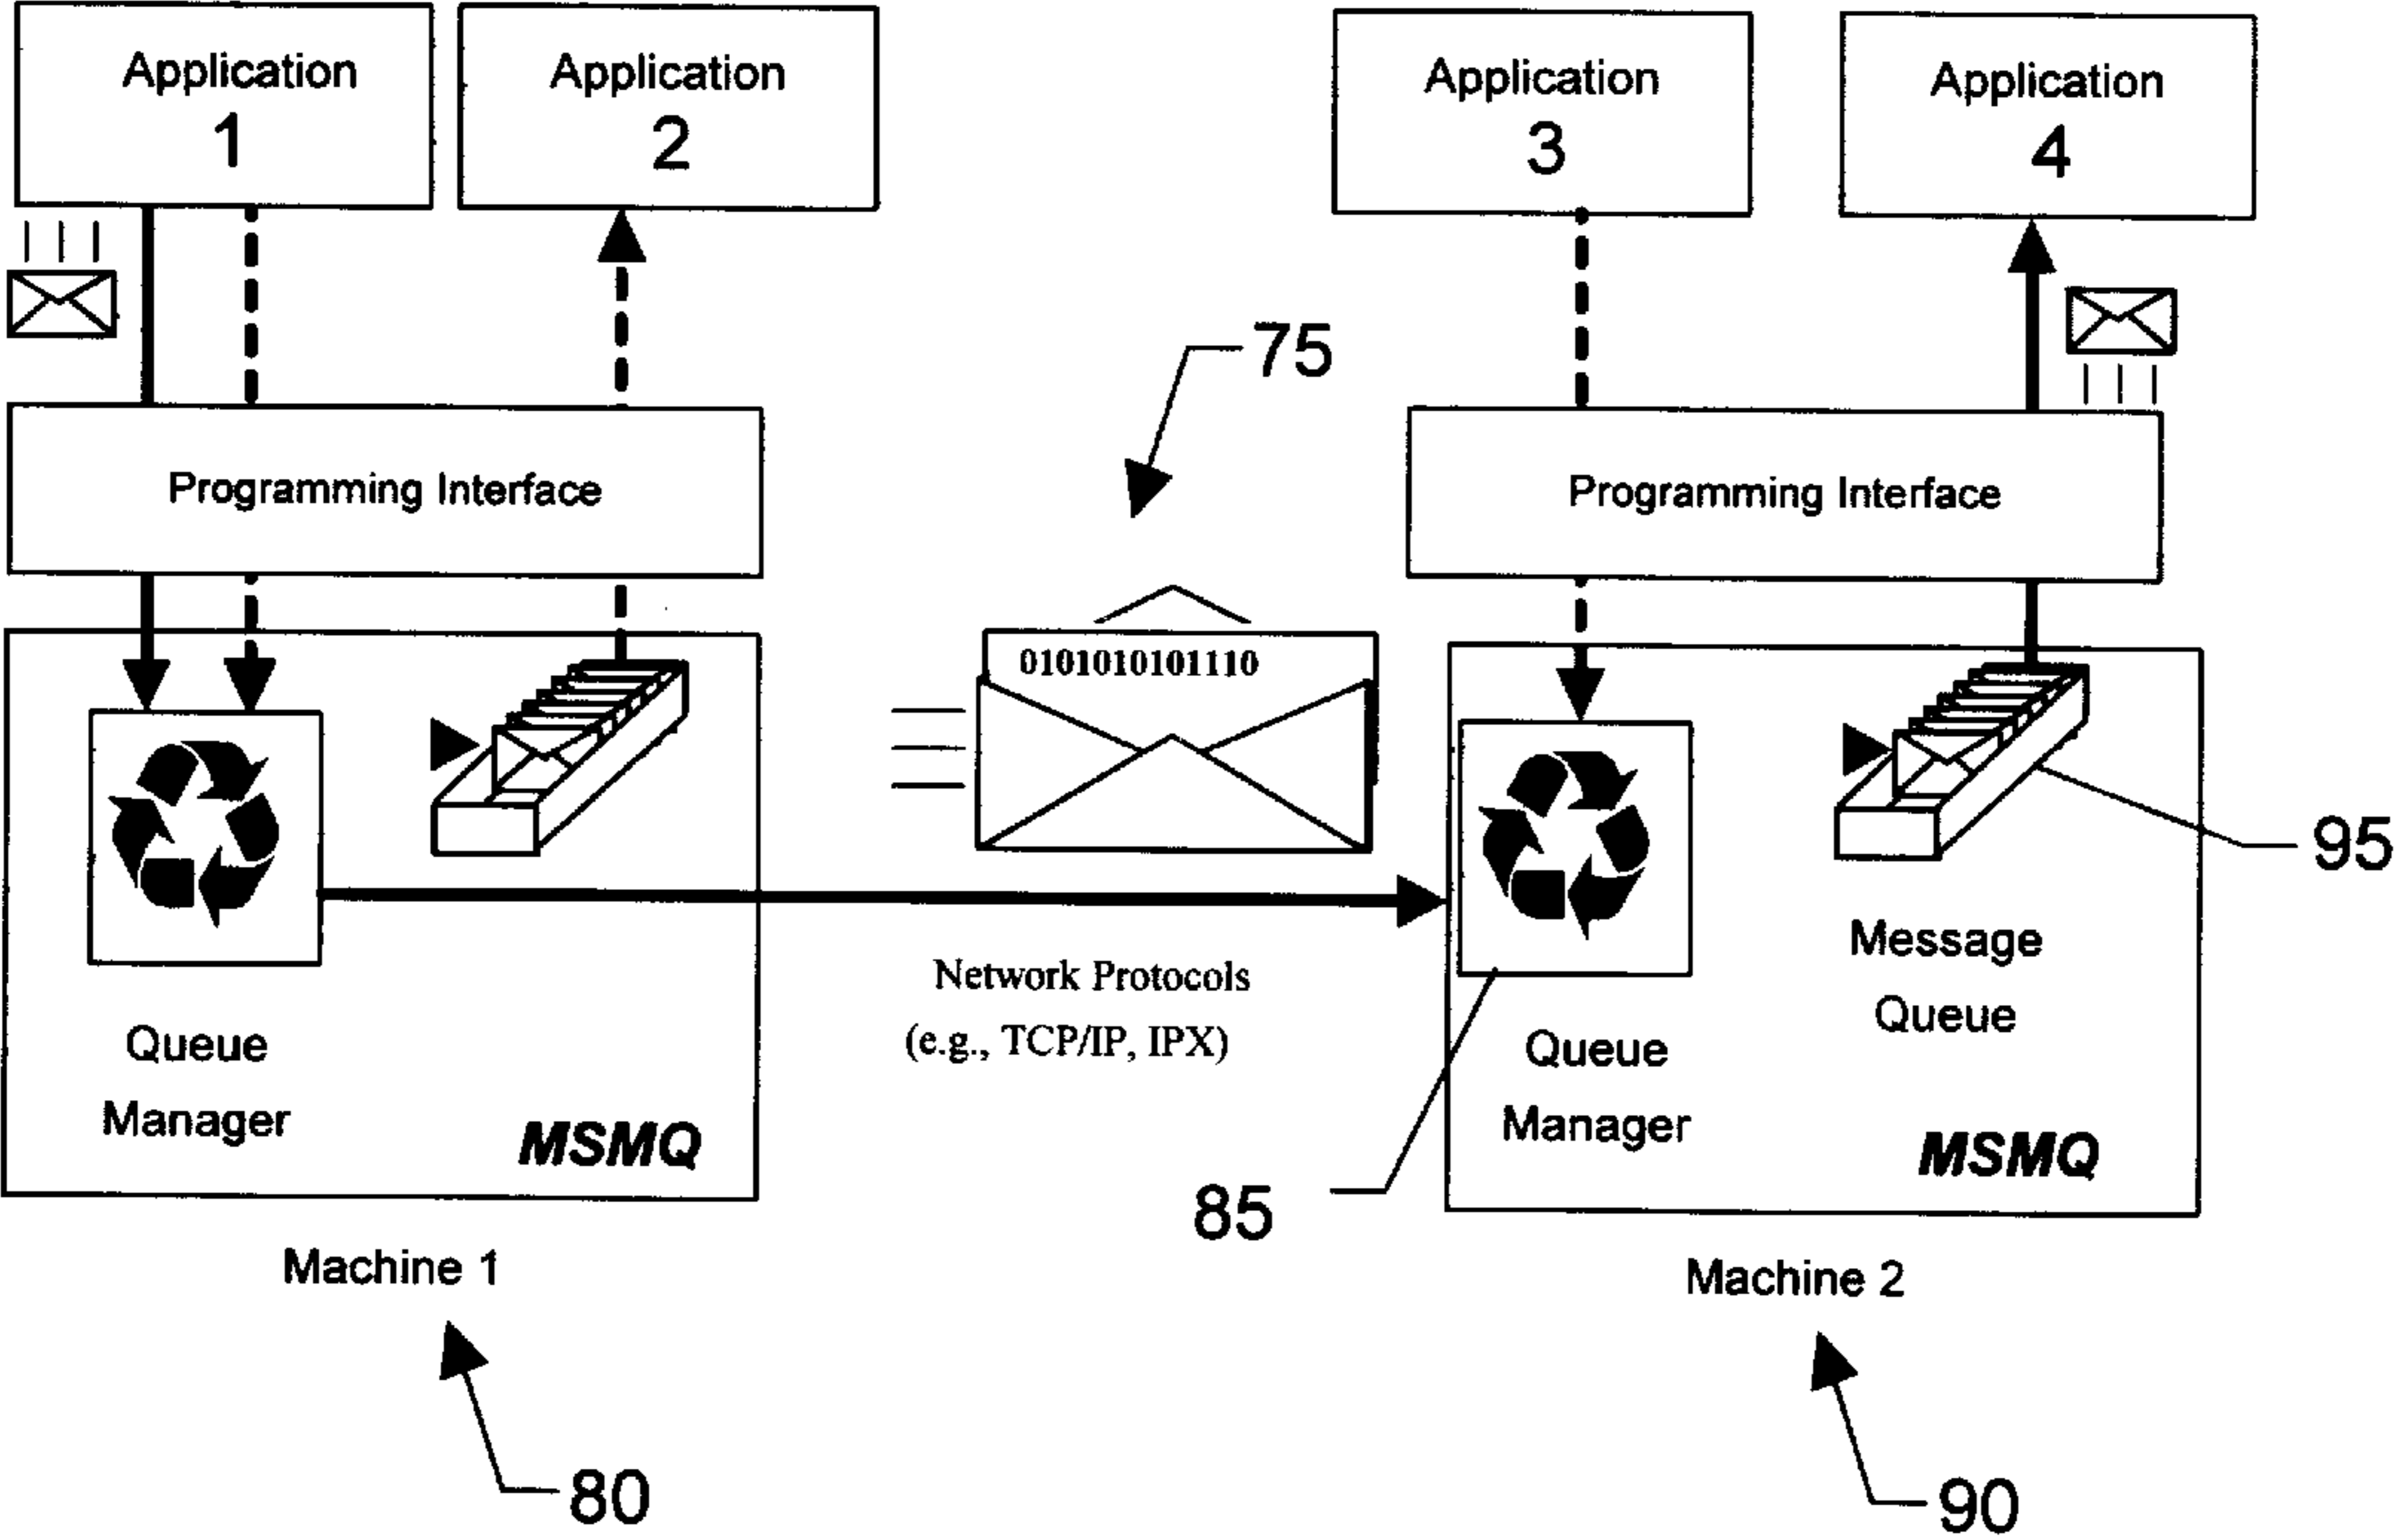 Application
1
Application
2
Application
3
Application
4
75
Programming Interface
Programming Interface
0101010101110
95
Network Protocols
(e.g., TCP/IP, IPX)
Message
Queue
Queue
Manager
MSMQ
Queue
Manager
MSMQ
85
Machine 1
Machine 2
80
90